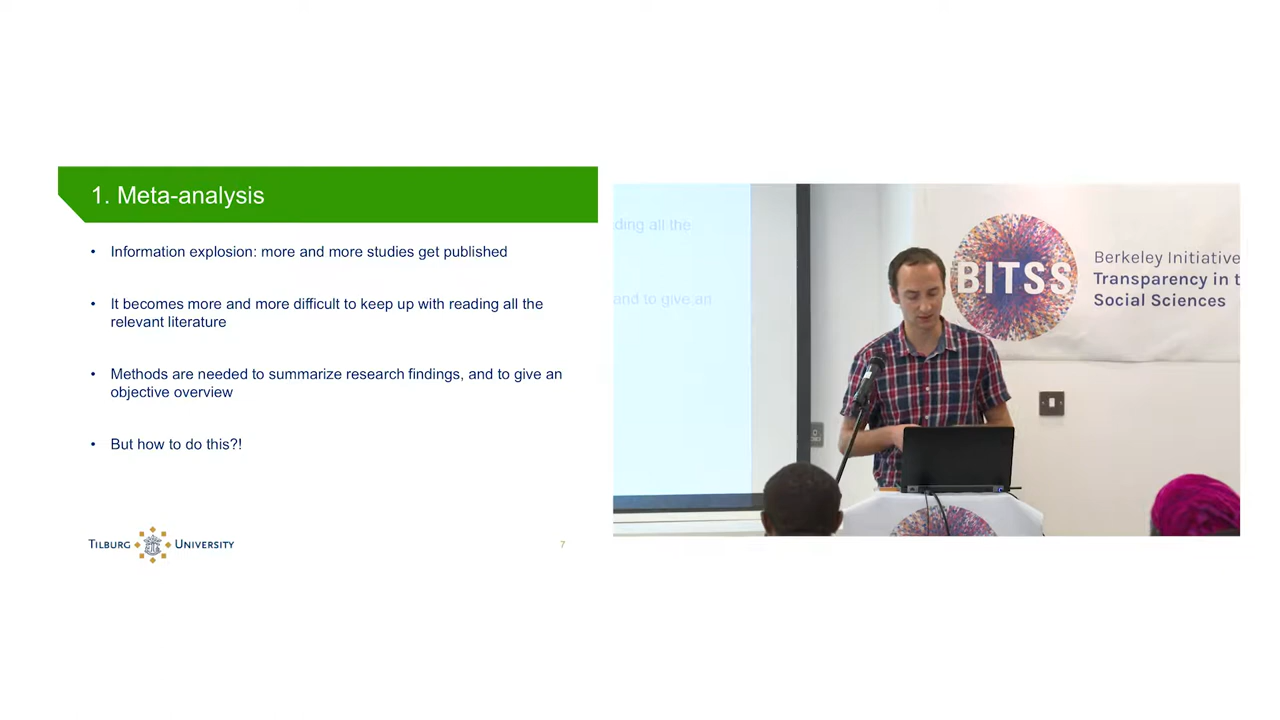 1. Meta-analysis
• Information explosion: more and more studies get published
• It becomes more and more difficult to keep up with reading all the
relevant literature
• Methods are needed to summarize research findings, and to give an
objective overview
• But how to do this?!
TILBURG UNIVERSITY
7
ding all the
and to give an
BITSS
Berkeley Initiative
Transparency in t
Social Sciences